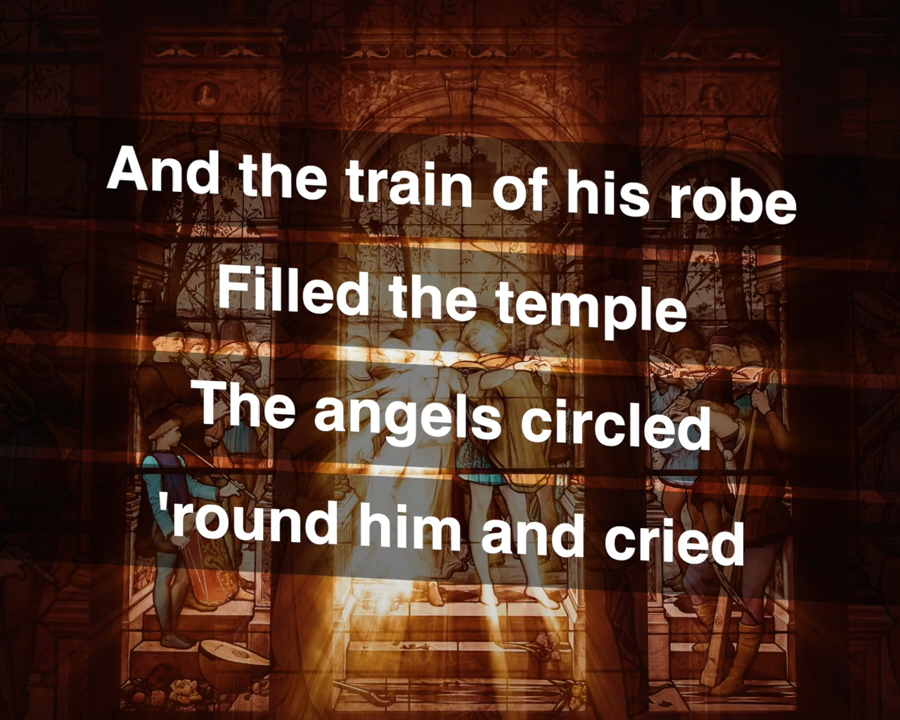 And the train of his robe
Filled the temple
The angels circled
'round him and cried